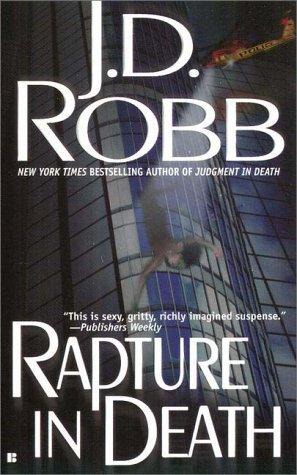 J.D.
ROBB
POLICE
NEW YORK TIMES BESTSELLING AUTHOR OF JUDGMENT IN DEATH
"This is sexy, gritty, richly imagined suspense."
—Publishers Weekly
RAPTURE
IN DEATH
B